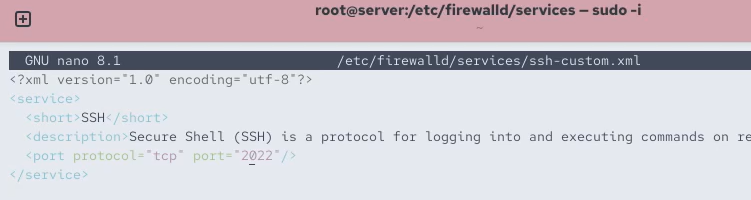 root@server:/etc/firewalld/services — sudo -i
~
GNU nano 8.1 /etc/firewalld/services/ssh-custom.xml
<?xml version="1.0" encoding="utf-8"?>
<service>
  <short>SSH</short>
  <description>Secure Shell (SSH) is a protocol for logging into and executing commands on re
  <port protocol="tcp" port="2022"/>
</service>